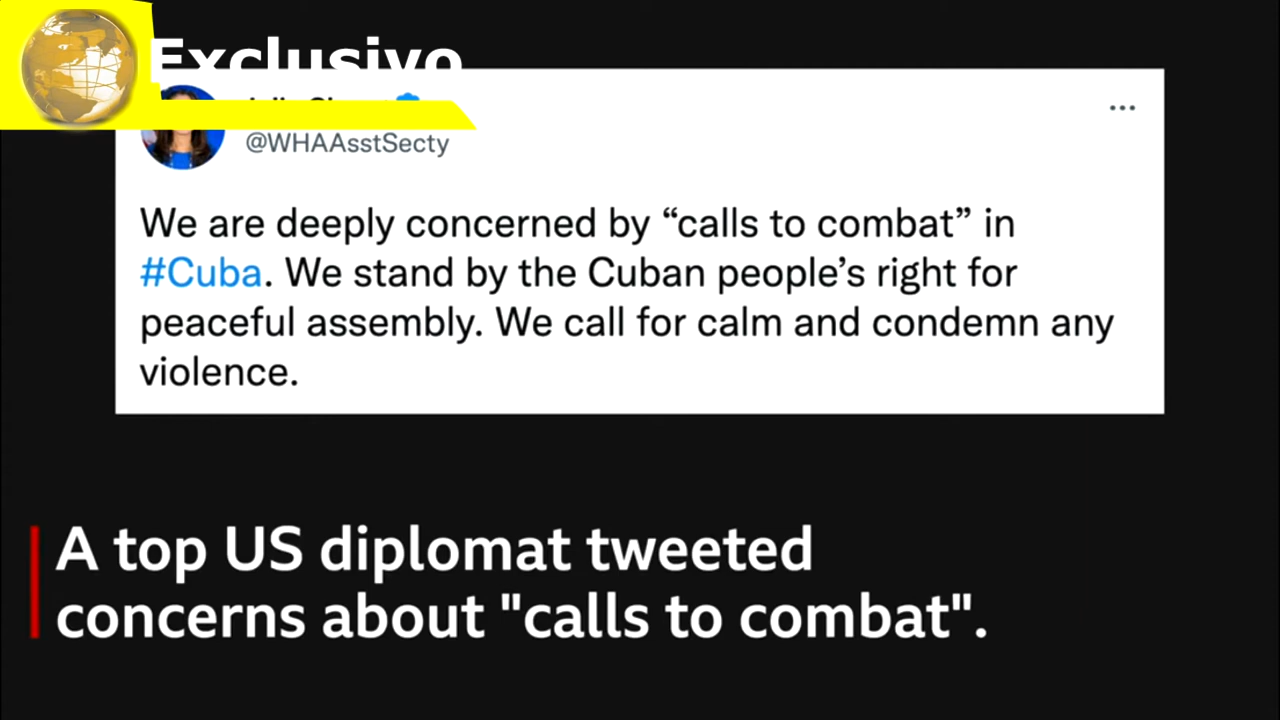 Exclusivo
@WHAAsstSecty
We are deeply concerned by “calls to combat” in
#Cuba. We stand by the Cuban people’s right for
peaceful assembly. We call for calm and condemn any
violence.
A top US diplomat tweeted
concerns about "calls to combat".